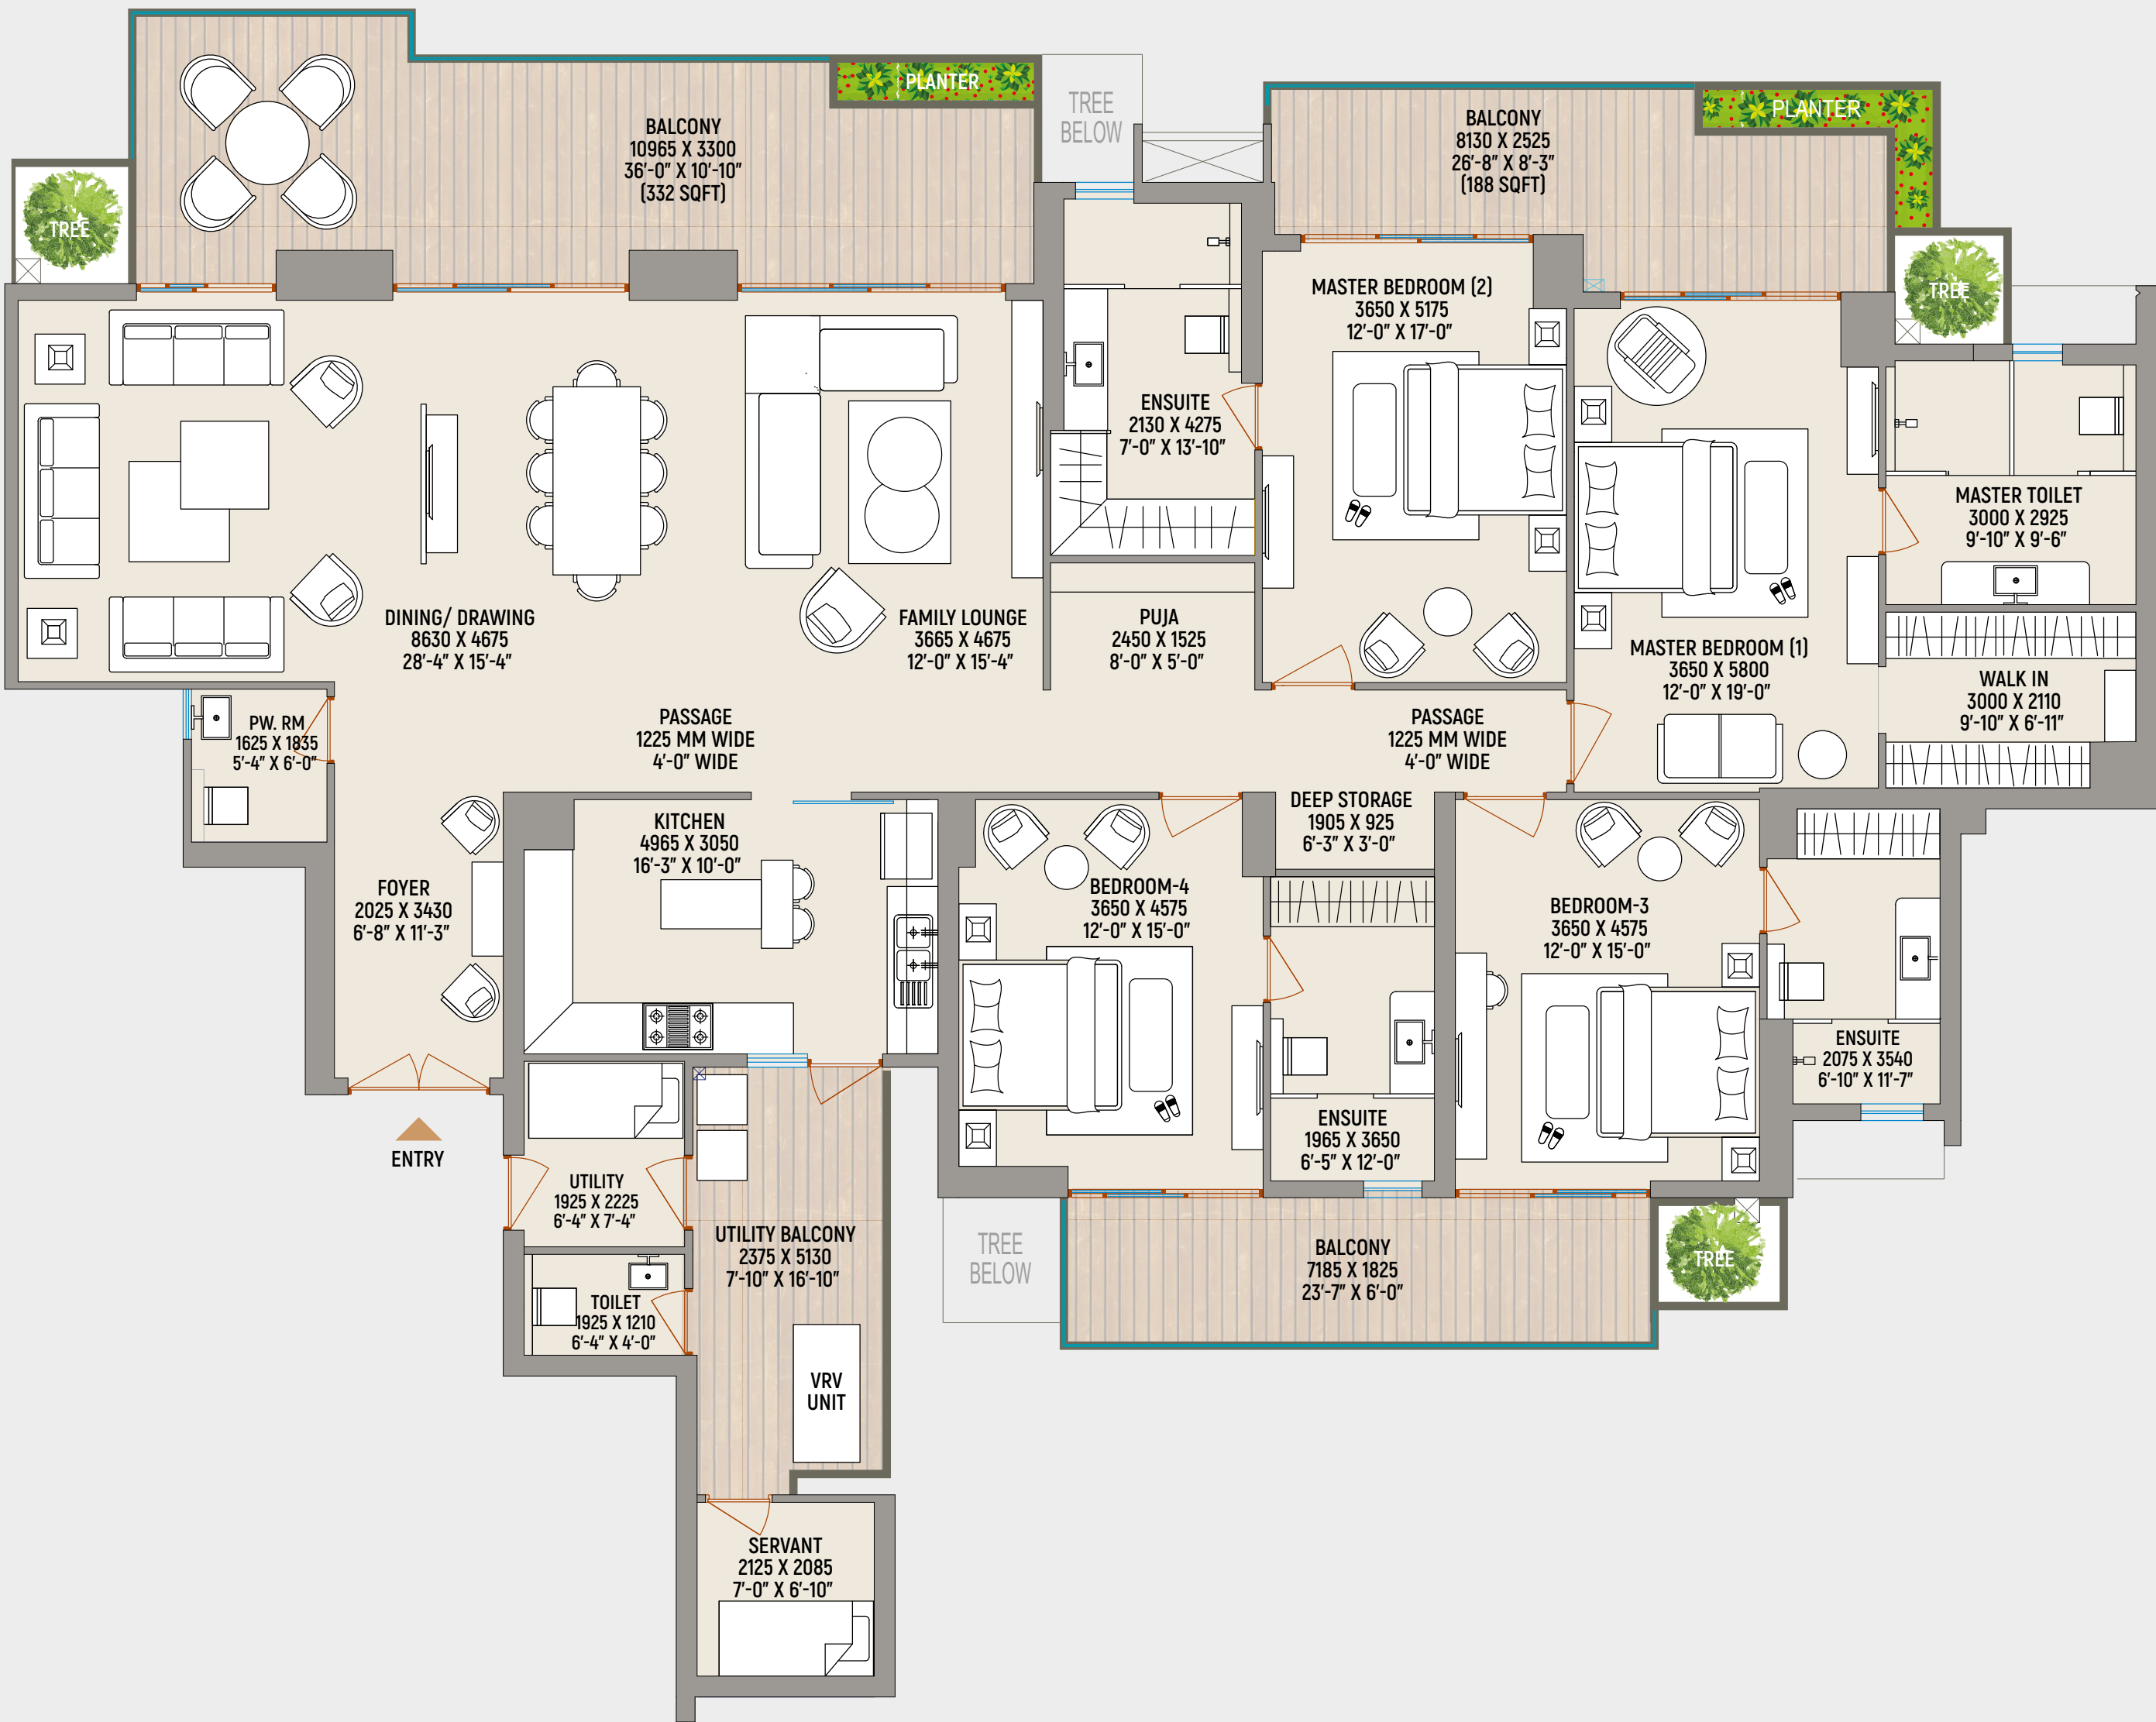 PLANTER
BALCONY
10965 X 3300
36'-0" X 10'-10"
(332 SQFT)
TREE
BELOW
BALCONY
8130 X 2525
26'-8" X 8'-3"
(188 SQFT)
PLANTER
TREE
TREE
MASTER BEDROOM (2)
3650 X 5175
12'-0" X 17'-0"
ENSUITE
2130 X 4275
7'-0" X 13'-10"
MASTER TOILET
3000 X 2925
9'-10" X 9'-6"
DINING/ DRAWING
8630 X 4675
28'-4" X 15'-4"
FAMILY LOUNGE
3665 X 4675
12'-0" X 15'-4"
PUJA
2450 X 1525
8'-0" X 5'-0"
MASTER BEDROOM (1)
3650 X 5800
12'-0" X 19'-0"
WALK IN
3000 X 2110
9'-10" X 6'-11"
PW. RM
1625 X 1835
5'-4" X 6'-0"
PASSAGE
1225 MM WIDE
4'-0" WIDE
PASSAGE
1225 MM WIDE
4'-0" WIDE
DEEP STORAGE
1905 X 925
6'-3" X 3'-0"
KITCHEN
4965 X 3050
16'-3" X 10'-0"
FOYER
2025 X 3430
6'-8" X 11'-3"
BEDROOM-4
3650 X 4575
12'-0" X 15'-0"
BEDROOM-3
3650 X 4575
12'-0" X 15'-0"
ENSUITE
2075 X 3540
6'-10" X 11'-7"
ENSUITE
1965 X 3650
6'-5" X 12'-0"
ENTRY
UTILITY
1925 X 2225
6'-4" X 7'-4"
UTILITY BALCONY
2375 X 5130
7'-10" X 16'-10"
TREE
BELOW
BALCONY
7185 X 1825
23'-7" X 6'-0"
TREE
TOILET
1925 X 1210
6'-4" X 4'-0"
VRV
UNIT
SERVANT
2125 X 2085
7'-0" X 6'-10"